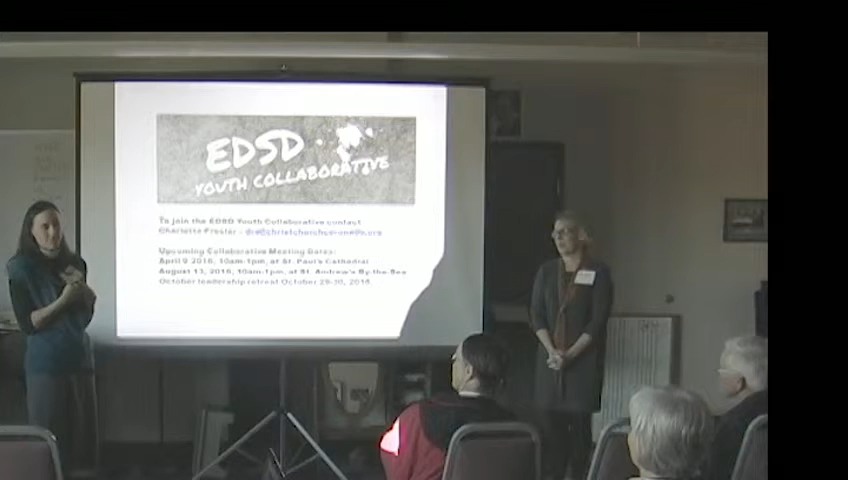 EDSD
YOUTH COLLABORATIVE
To join the EDSD Youth Collaborative contact
Charlotte Presler -
Upcoming Collaborative Meeting Dates:
April 9 2016, 10am-1pm, at St. Paul's Cathedral
August 13, 2016, 10am-1pm, at St. Andrew's By-the-Sea
October leadership retreat October 28-30, 2016